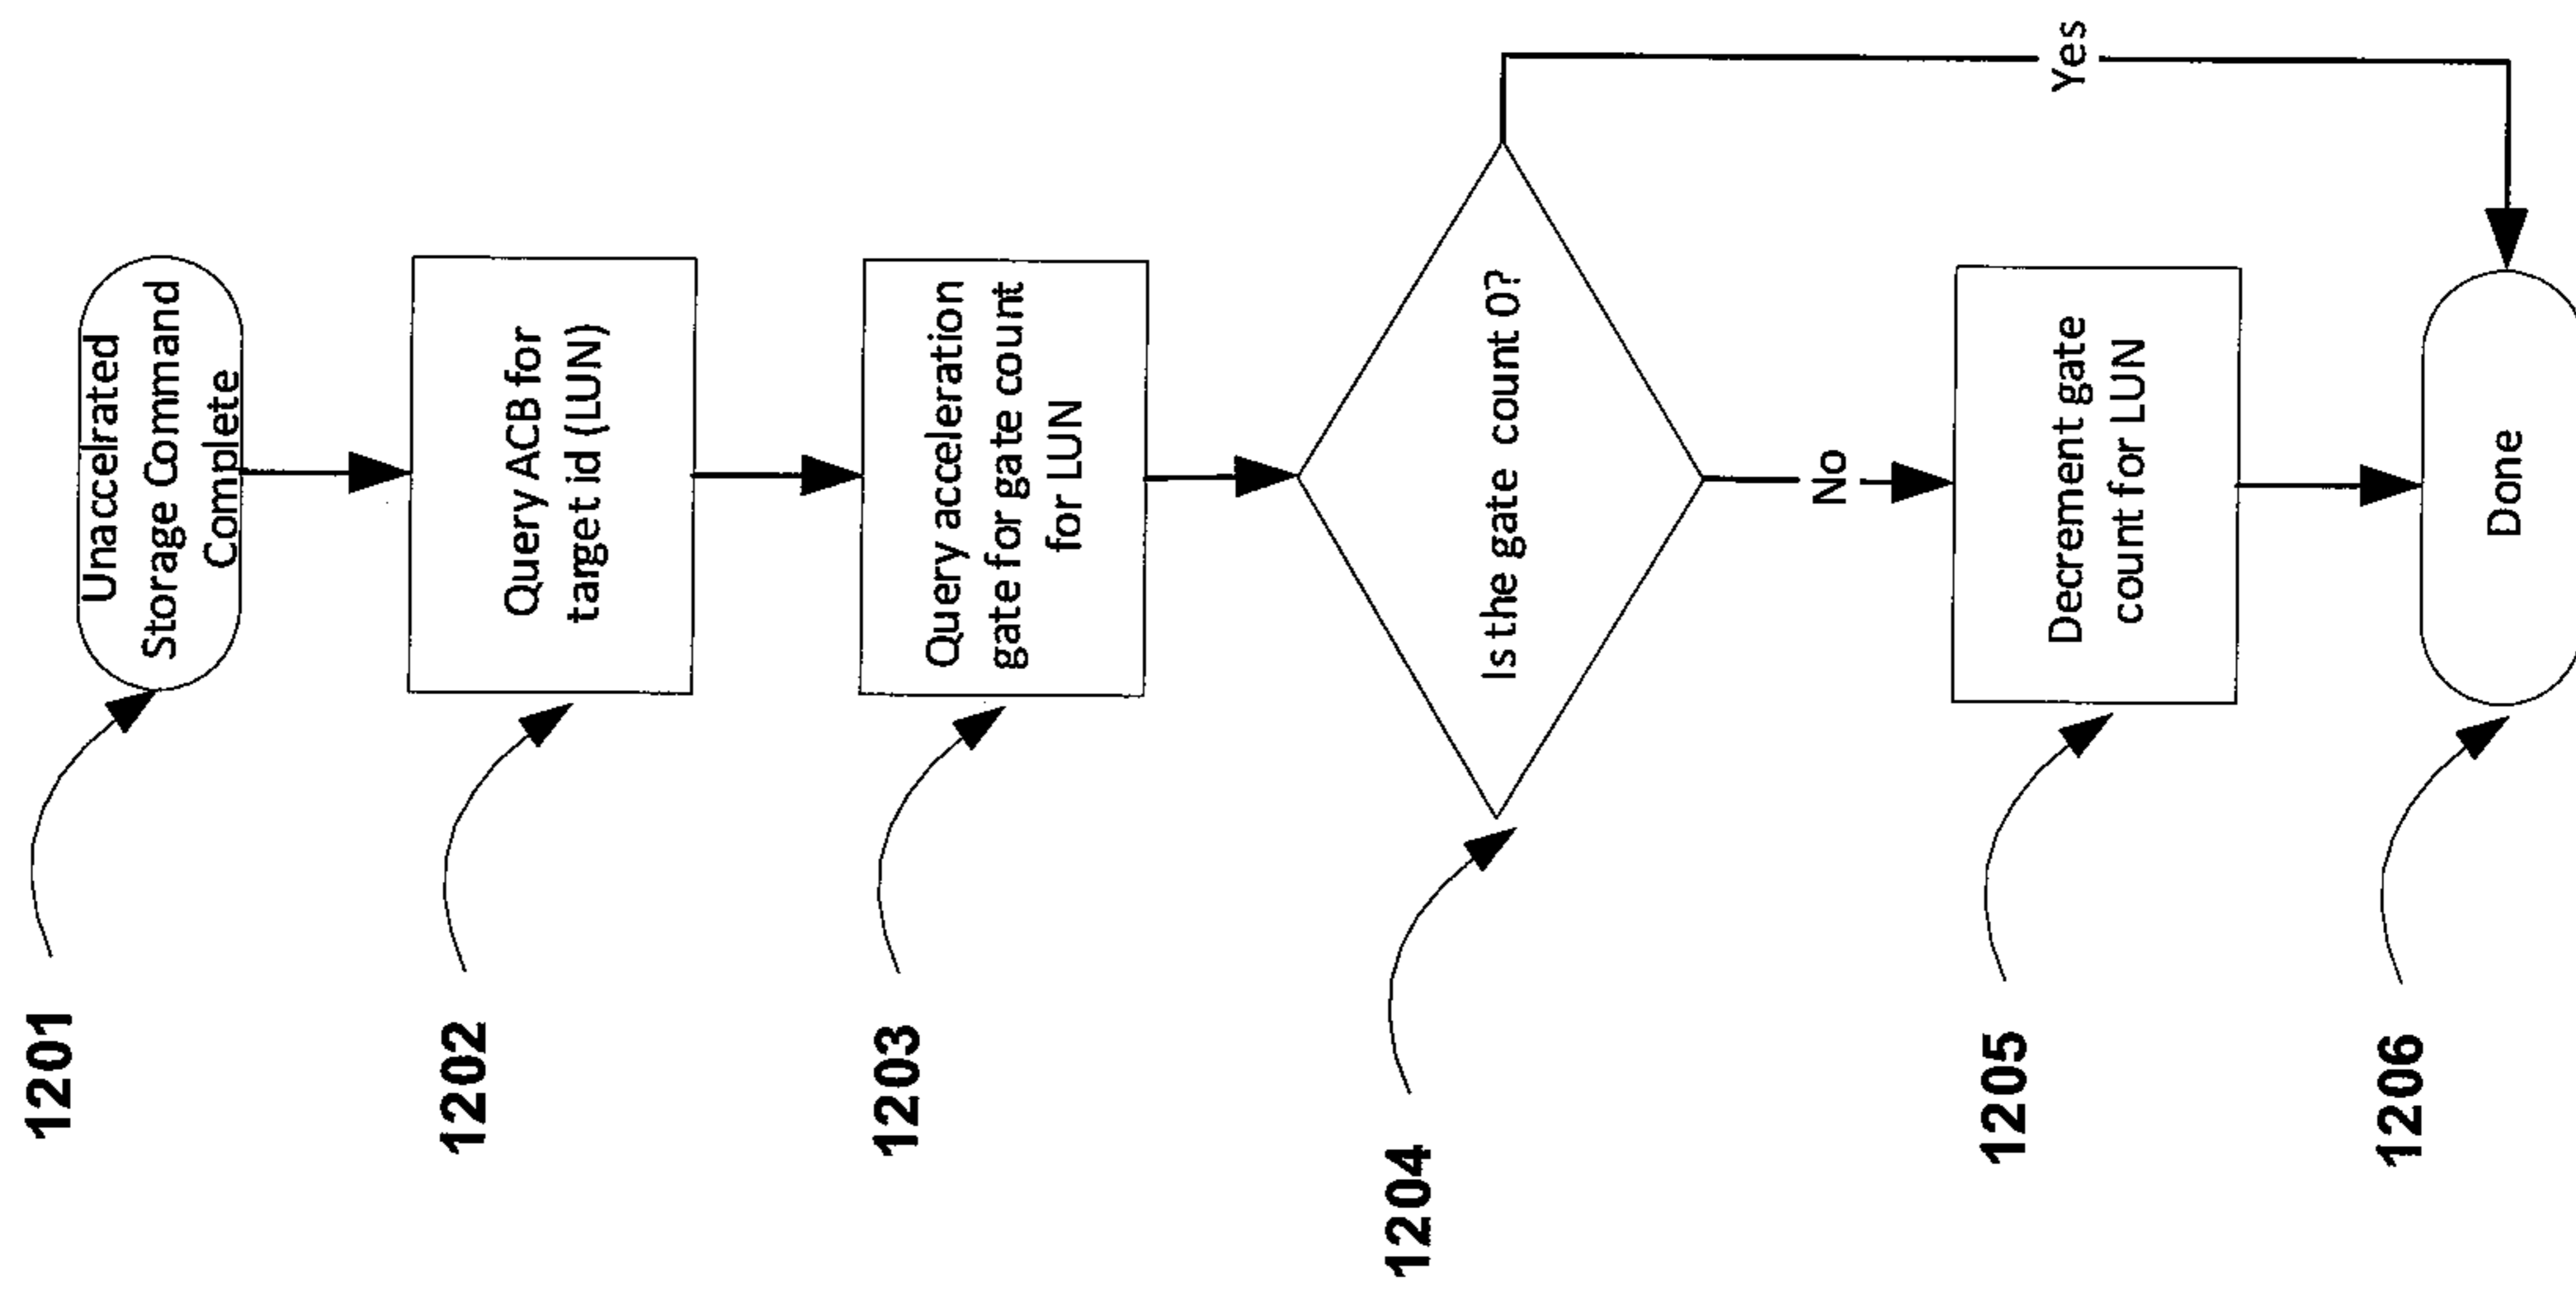 1201
Unaccelrated
Storage Command
Complete
1202
Query ACB for
target id (LUN)
1203
Query acceleration
gate for gate count
for LUN
1204
Is the gate count 0?
Yes
No
1205
Decrement gate
count for LUN
1206
Done